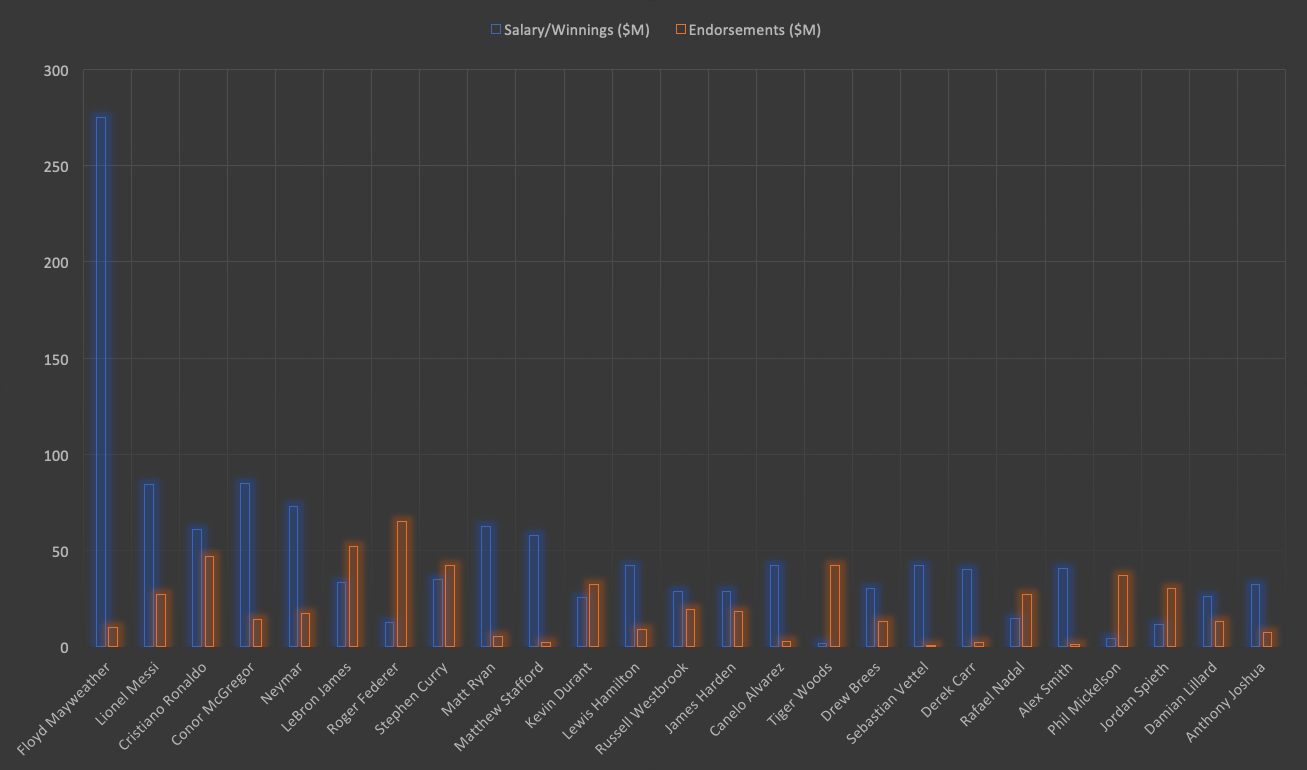 Salary/Winnings ($M) Endorsements ($M)
300
250
200
150
100
50
0
Floyd Mayweather
Lionel Messi
Cristiano Ronaldo
Conor McGregor
Neymar
LeBron James
Roger Federer
Stephen Curry
Matt Ryan
Matthew Stafford
Kevin Durant
Lewis Hamilton
Russell Westbrook
James Harden
Canelo Alvarez
Tiger Woods
Drew Brees
Sebastian Vettel
Derek Carr
Rafael Nadal
Alex Smith
Phil Mickelson
Jordan Spieth
Damian Lillard
Anthony Joshua